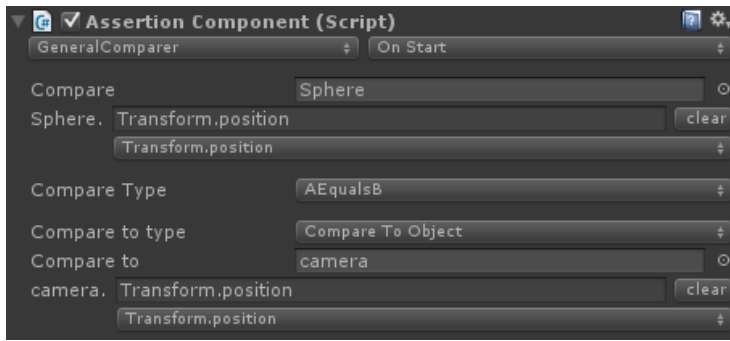 Assertion Component (Script)
GeneralComparer On Start
Compare Sphere
Sphere. Transform.position clear
Transform.position
Compare Type AEqualsB
Compare to type Compare To Object
Compare to camera
camera. Transform.position clear
Transform.position